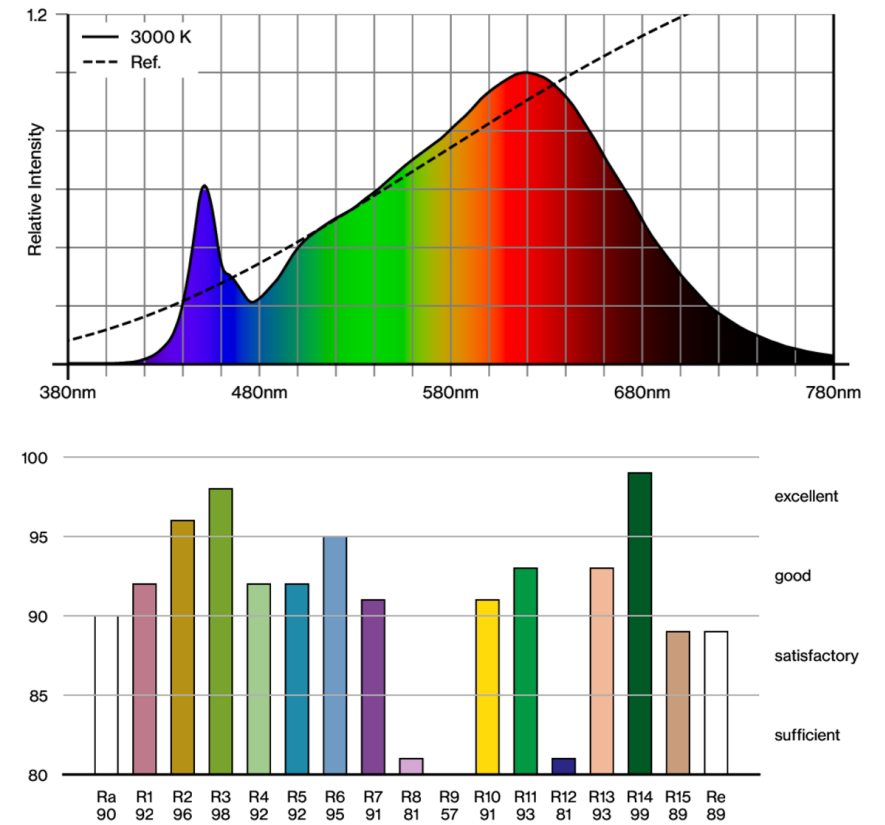 1.2
3000 K
Ref.
Relative Intensity
380nm 480nm 580nm 680nm 780nm
100
excellent
95
good
90
satisfactory
85
sufficient
80
Ra R1 R2 R3 R4 R5 R6 R7 R8 R9 R10 R11 R12 R13 R14 R15 Re
90 92 96 98 92 92 95 91 81 57 91 93 81 93 99 89 89